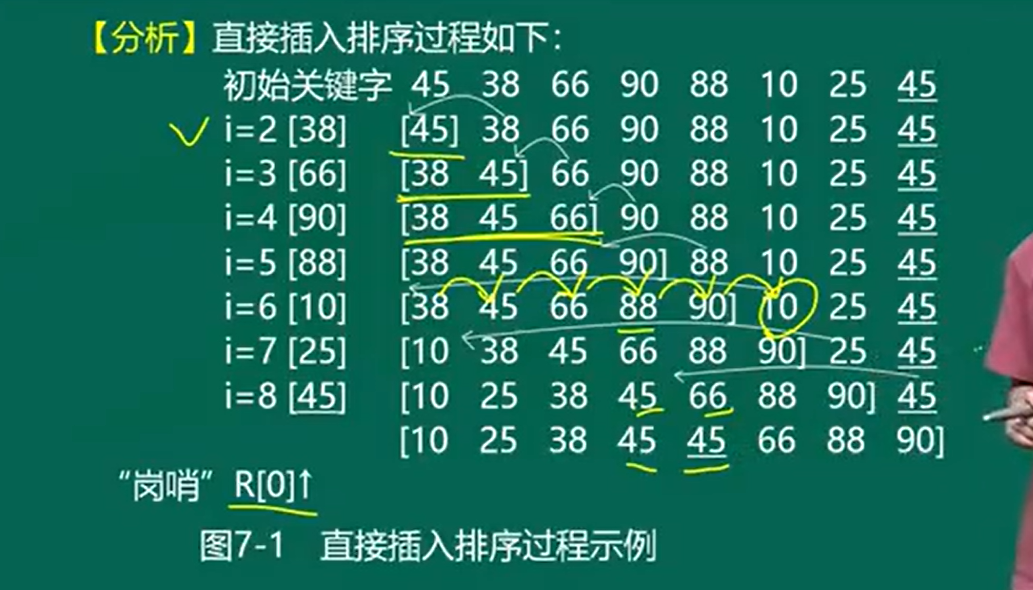 【分析】直接插入排序过程如下：
初始关键字 45 38 66 90 88 10 25 45
i=2 [38] [45] 38 66 90 88 10 25 45
i=3 [66] [38 45] 66 90 88 10 25 45
i=4 [90] [38 45 66] 90 88 10 25 45
i=5 [88] [38 45 66 90] 88 10 25 45
i=6 [10] [38 45 66 88 90] 10 25 45
i=7 [25] [10 38 45 66 88 90] 25 45
i=8 [45] [10 25 38 45 66 88 90] 45
[10 25 38 45 45 66 88 90]
“岗哨” R[0]↑
图7-1 直接插入排序过程示例